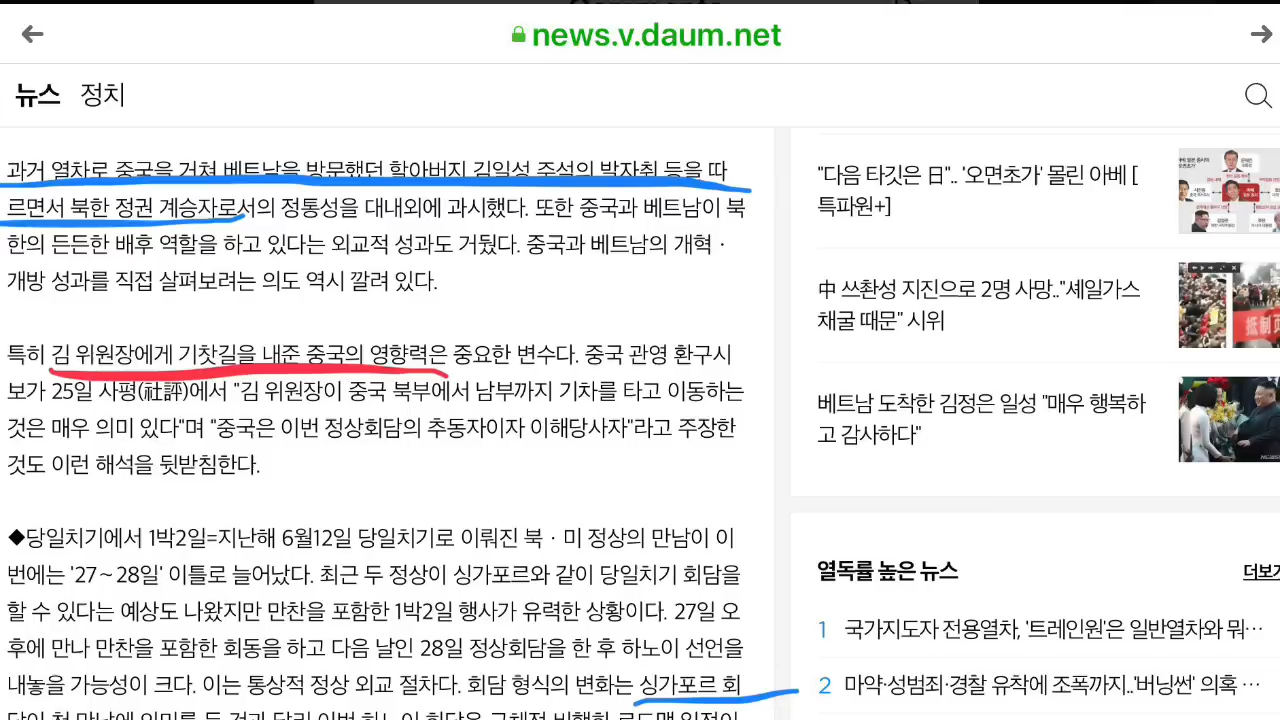 news.v.daum.net
뉴스 정치
과거 열차로 중국을 거쳐 베트남을 방문했던 할아버지 김일성 주석의 발자취 등을 따
르면서 북한 정권 계승자로서의 정통성을 대내외에 과시했다. 또한 중국과 베트남이 북
한의 든든한 배후 역할을 하고 있다는 외교적 성과도 거뒀다. 중국과 베트남의 개혁·
개방 성과를 직접 살펴보려는 의도 역시 깔려 있다.
특히 김 위원장에게 기찻길을 내준 중국의 영향력은 중요한 변수다. 중국 관영 환구시
보가 25일 사평(社評)에서 "김 위원장이 중국 북부에서 남부까지 기차를 타고 이동하는
것은 매우 의미 있다"며 "중국은 이번 정상회담의 추동자이자 이해당사자"라고 주장한
것도 이런 해석을 뒷받침한다.
◆당일치기에서 1박2일=지난해 6월12일 당일치기로 이뤄진 북·미 정상의 만남이 이
번에는 '27~28일' 이틀로 늘어났다. 최근 두 정상이 싱가포르와 같이 당일치기 회담을
할 수 있다는 예상도 나왔지만 만찬을 포함한 1박2일 행사가 유력한 상황이다. 27일 오
후에 만나 만찬을 포함한 회동을 하고 다음 날인 28일 정상회담을 한 후 하노이 선언을
내놓을 가능성이 크다. 이는 통상적 정상 외교 절차다. 회담 형식의 변화는 싱가포르 회
"다음 타깃은 日".. '오면초가' 몰린 아베 [
특파원+]
中 쓰촨성 지진으로 2명 사망.."셰일가스
채굴 때문" 시위
베트남 도착한 김정은 일성 "매우 행복하
고 감사하다"
열독률 높은 뉴스 더보기
1 국가지도자 전용열차, '트레인원'은 일반열차와 뭐…
2 마약·성범죄·경찰 유착에 조폭까지..'버닝썬' 의혹 …